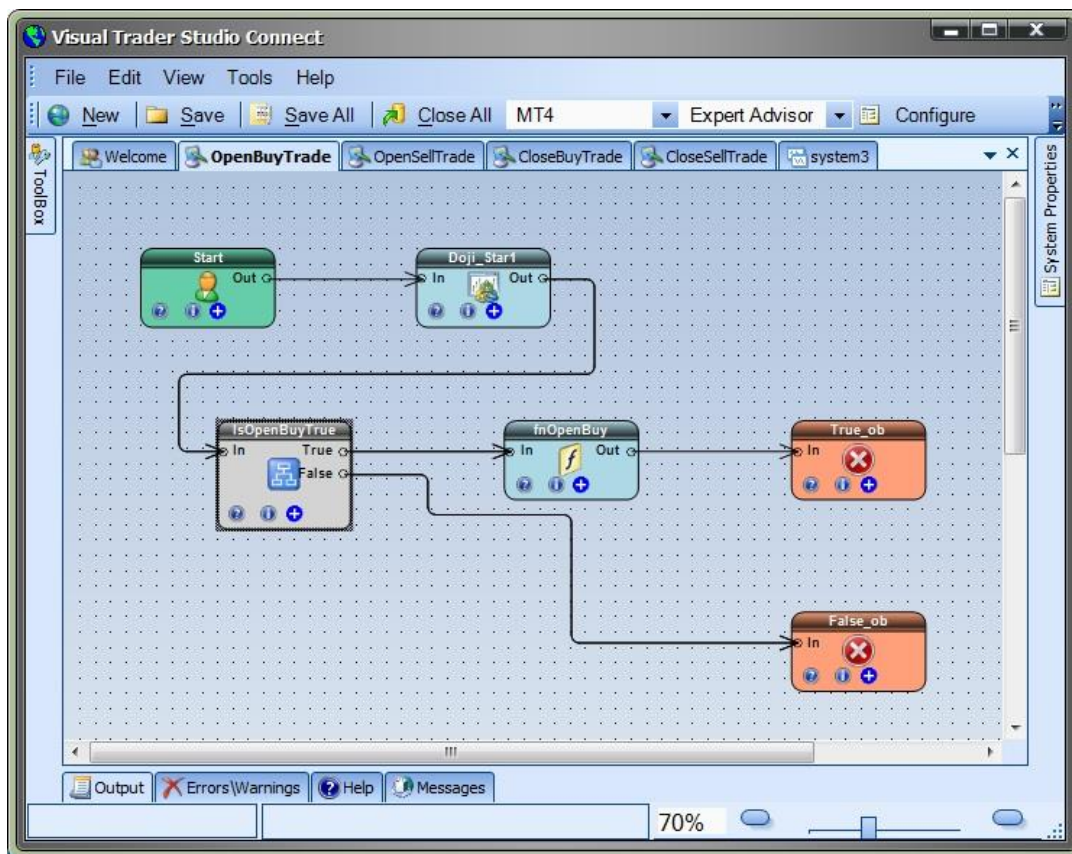 Visual Trader Studio Connect
File Edit View Tools Help
New Save Save All Close All MT4 Expert Advisor Configure
ToolBox
Welcome OpenBuyTrade OpenSellTrade CloseBuyTrade CloseSellTrade system3
System Properties
Start
Out
Doji_Star1
In Out
IsOpenBuyTrue
In True
False
fnOpenBuy
In Out
True_ob
In
False_ob
In
Output Errors\Warnings Help Messages
70%